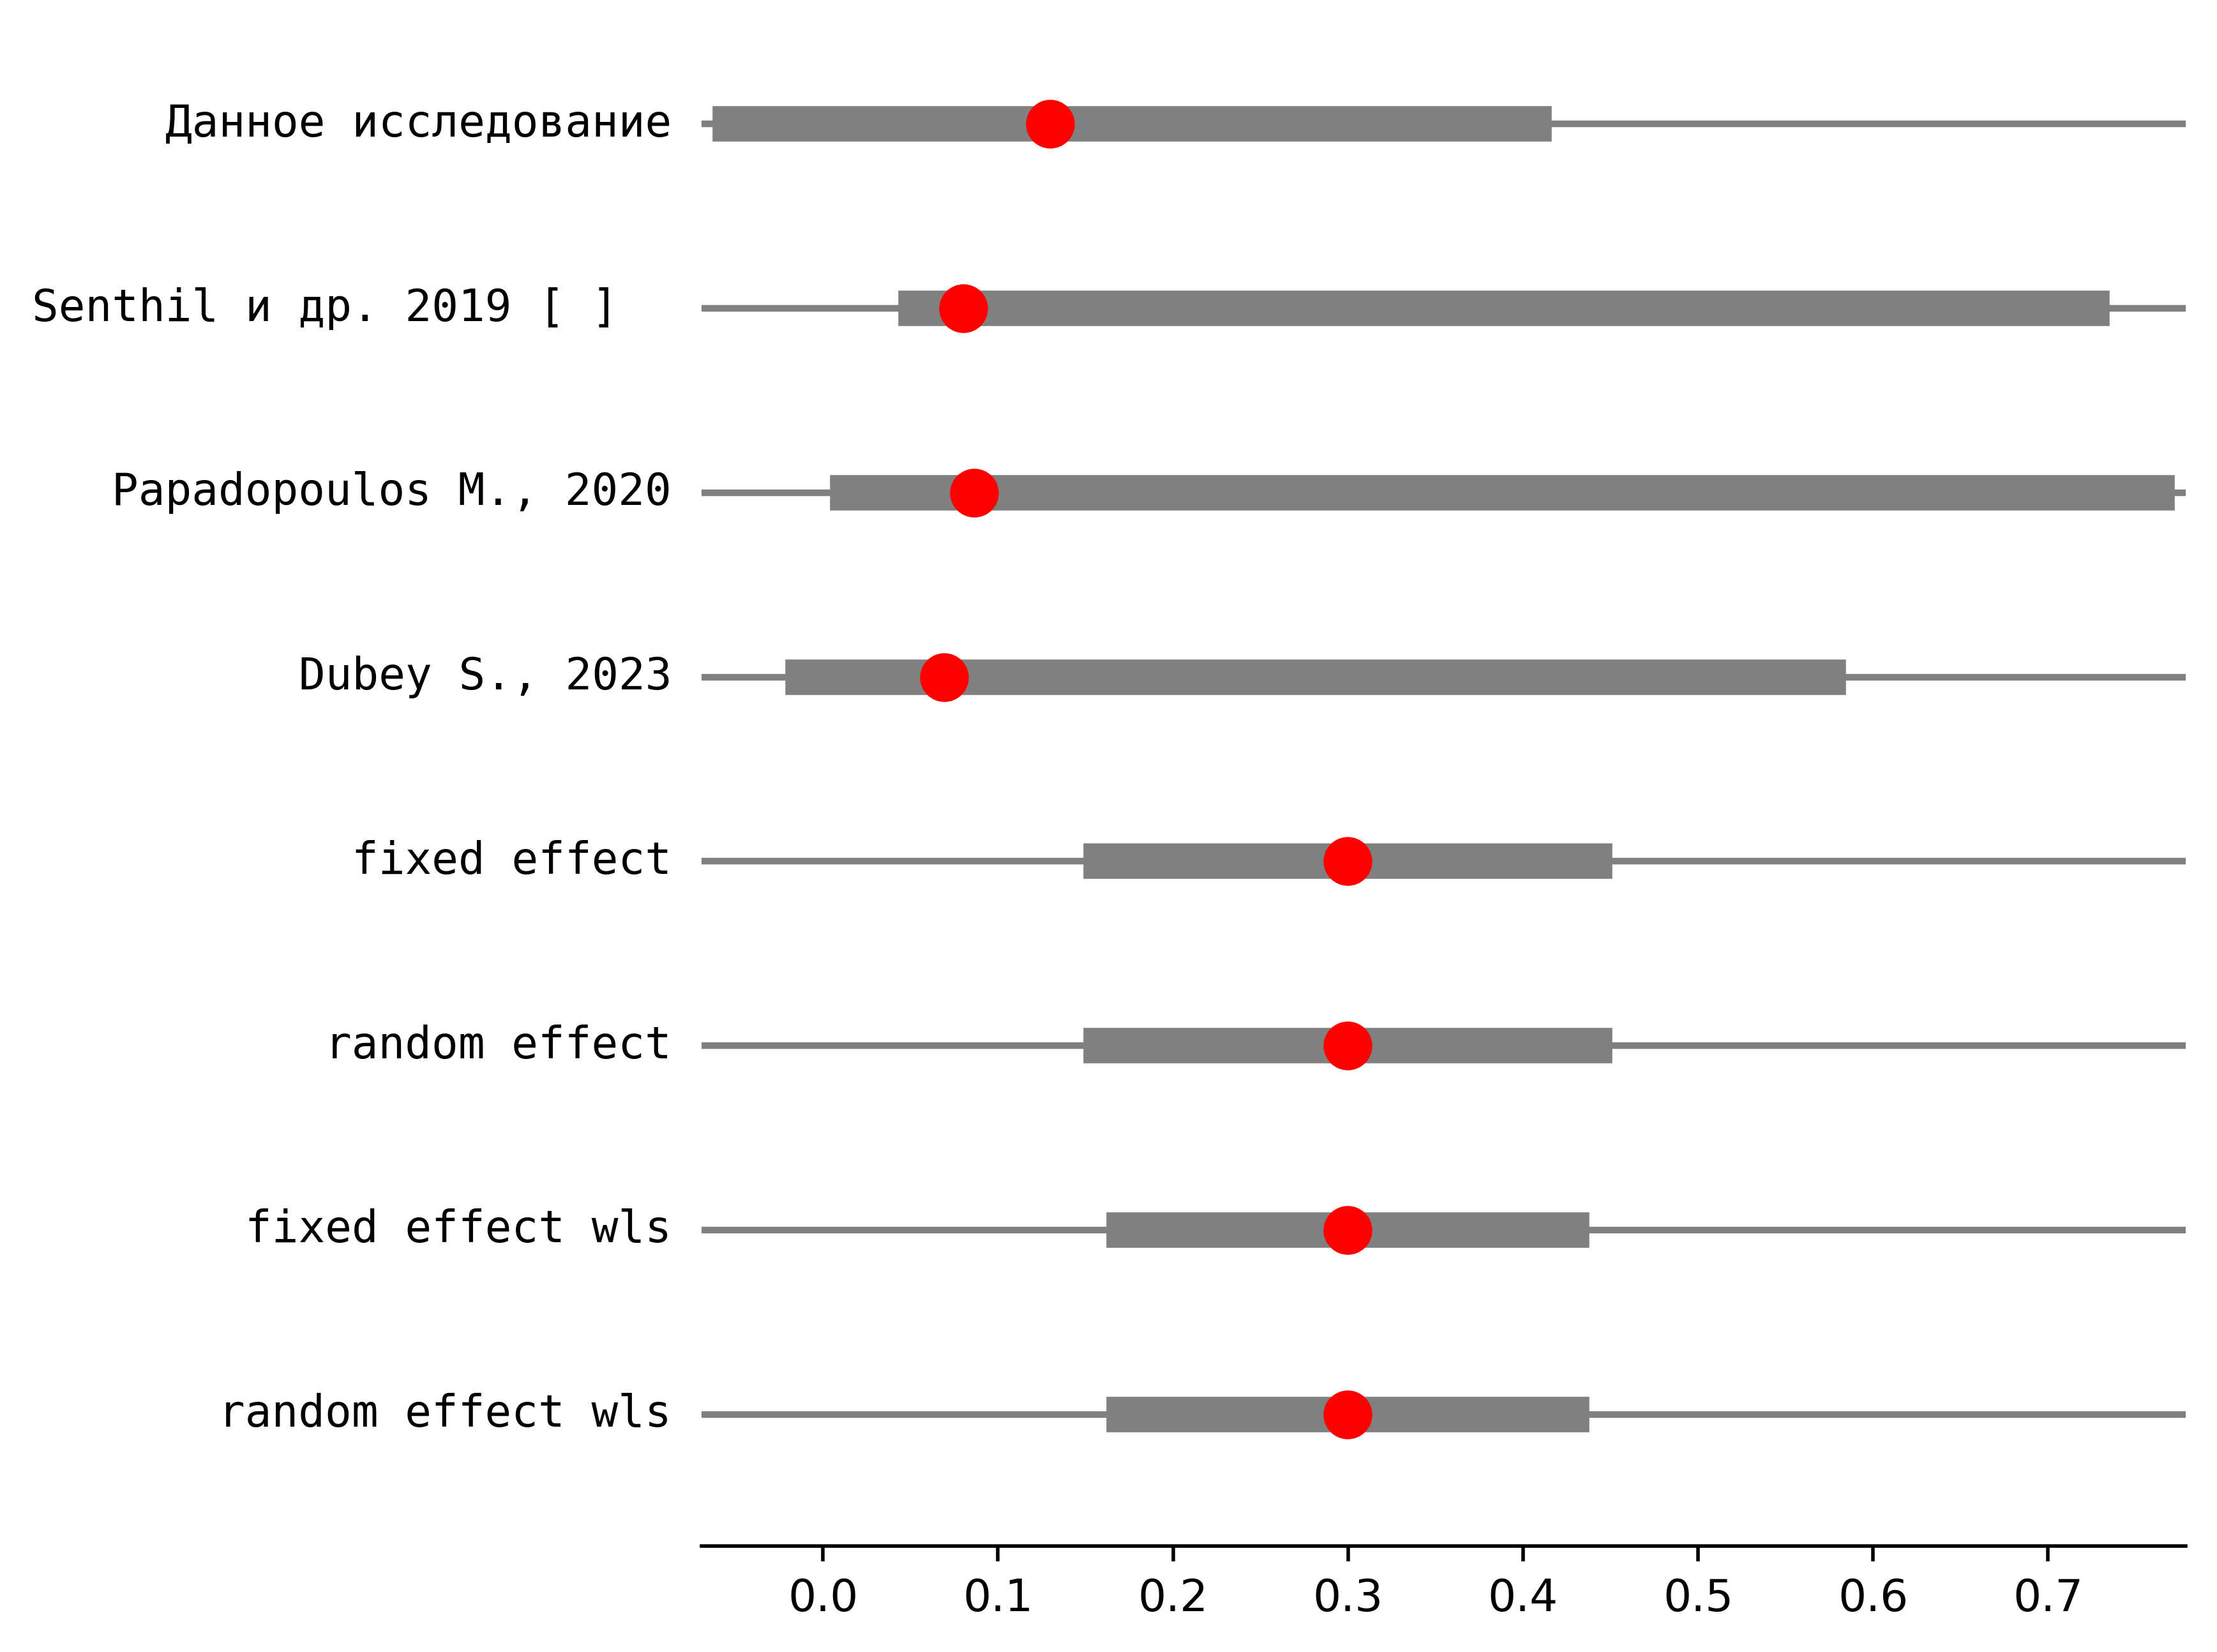 Данное исследование
Senthil и др. 2019 [ ]
Papadopoulos M., 2020
Dubey S., 2023
fixed effect
random effect
fixed effect wls
random effect wls
0.0 0.1 0.2 0.3 0.4 0.5 0.6 0.7